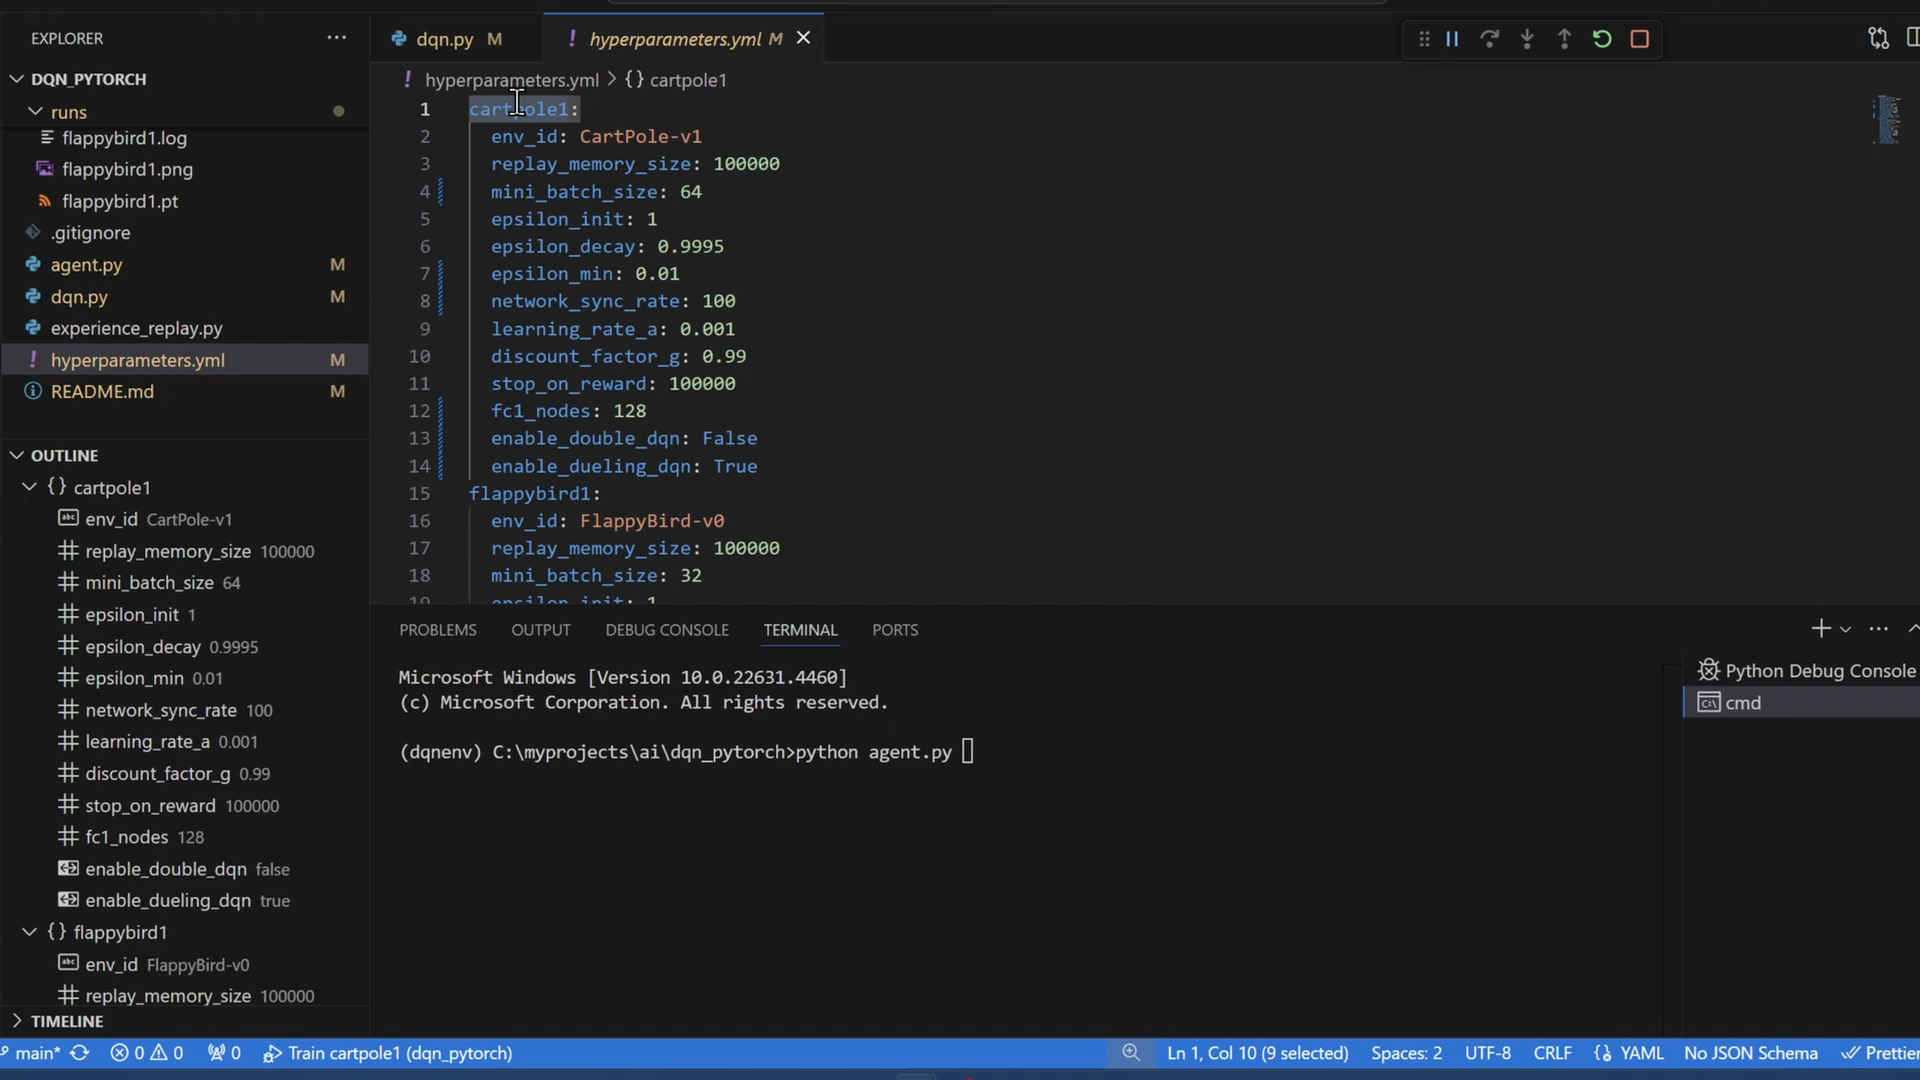 EXPLORER
DQN_PYTORCH
runs
flappybird1.log
flappybird1.png
flappybird1.pt
.gitignore
agent.py M
dqn.py M
experience_replay.py
hyperparameters.yml M
README.md M
OUTLINE
{} cartpole1
env_id CartPole-v1
replay_memory_size 100000
mini_batch_size 64
epsilon_init 1
epsilon_decay 0.9995
epsilon_min 0.01
network_sync_rate 100
learning_rate_a 0.001
discount_factor_g 0.99
stop_on_reward 100000
fc1_nodes 128
enable_double_dqn false
enable_dueling_dqn true
{} flappybird1
env_id FlappyBird-v0
replay_memory_size 100000
TIMELINE
dqn.py M
! hyperparameters.yml M
! hyperparameters.yml > {} cartpole1
1 cartpole1:
2 env_id: CartPole-v1
3 replay_memory_size: 100000
4 mini_batch_size: 64
5 epsilon_init: 1
6 epsilon_decay: 0.9995
7 epsilon_min: 0.01
8 network_sync_rate: 100
9 learning_rate_a: 0.001
10 discount_factor_g: 0.99
11 stop_on_reward: 100000
12 fc1_nodes: 128
13 enable_double_dqn: False
14 enable_dueling_dqn: True
15 flappybird1:
16 env_id: FlappyBird-v0
17 replay_memory_size: 100000
18 mini_batch_size: 32
19 epsilon_init: 1
PROBLEMS OUTPUT DEBUG CONSOLE TERMINAL PORTS
Microsoft Windows [Version 10.0.22631.4460]
(c) Microsoft Corporation. All rights reserved.
(dqnenv) C:\myprojects\ai\dqn_pytorch>python agent.py
Python Debug Console
cmd
main* 0 0 0 Train cartpole1 (dqn_pytorch) Ln 1, Col 10 (9 selected) Spaces: 2 UTF-8 CRLF {} YAML No JSON Schema Prettier